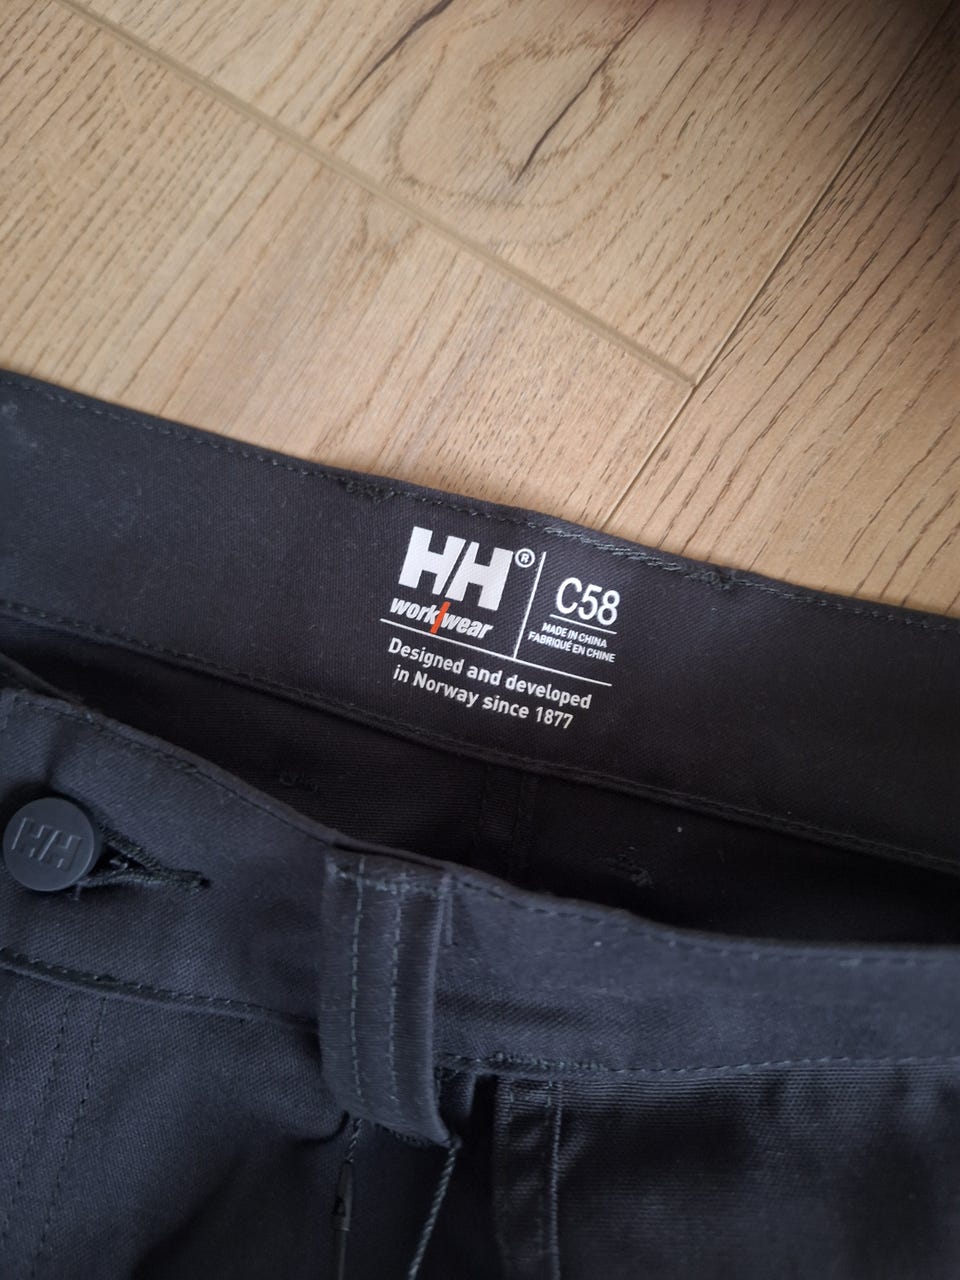 HH®
work/wear
C58
MADE IN CHINA
FABRIQUÉ EN CHINE
Designed and developed
in Norway since 1877
HH